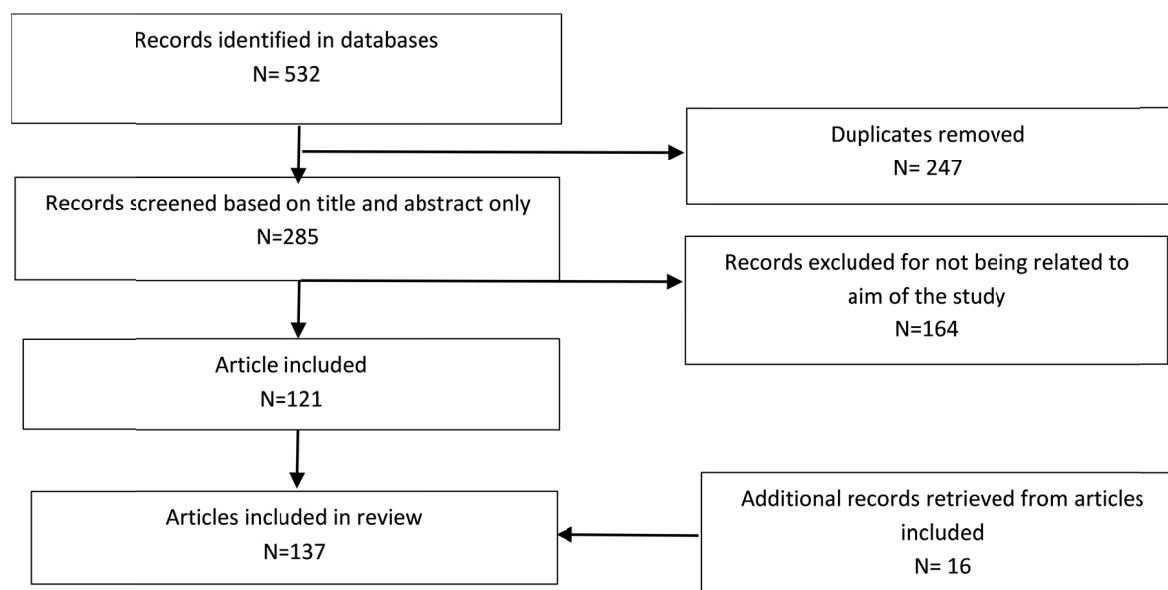 Records identified in databases
N= 532
Duplicates removed
N= 247
Records screened based on title and abstract only
N=285
Records excluded for not being related to
aim of the study
N=164
Article included
N=121
Articles included in review
N=137
Additional records retrieved from articles
included
N= 16